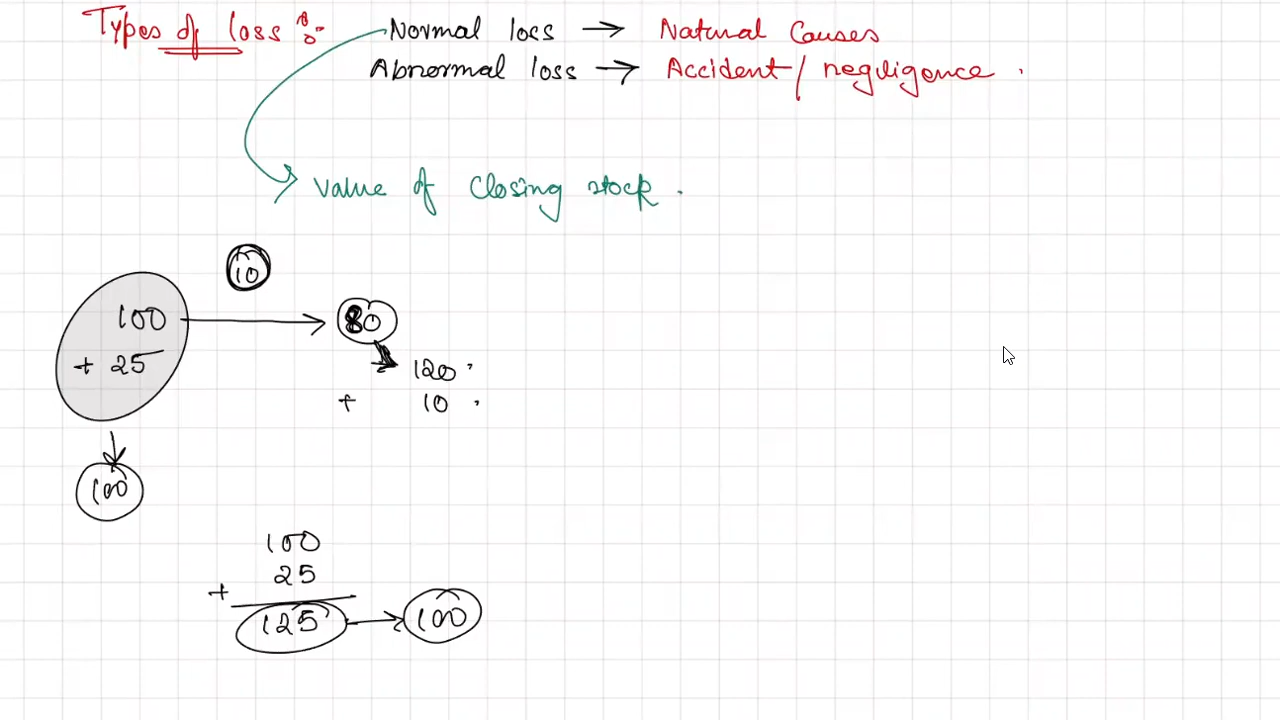 Types of loss :-
Normal loss → Natural Causes
Abnormal loss → Accident / negligence .
Value of Closing stock .
10
100 → 80
+ 25
→ 120 .
+ 10 .
100
100
+ 25
125 → 100